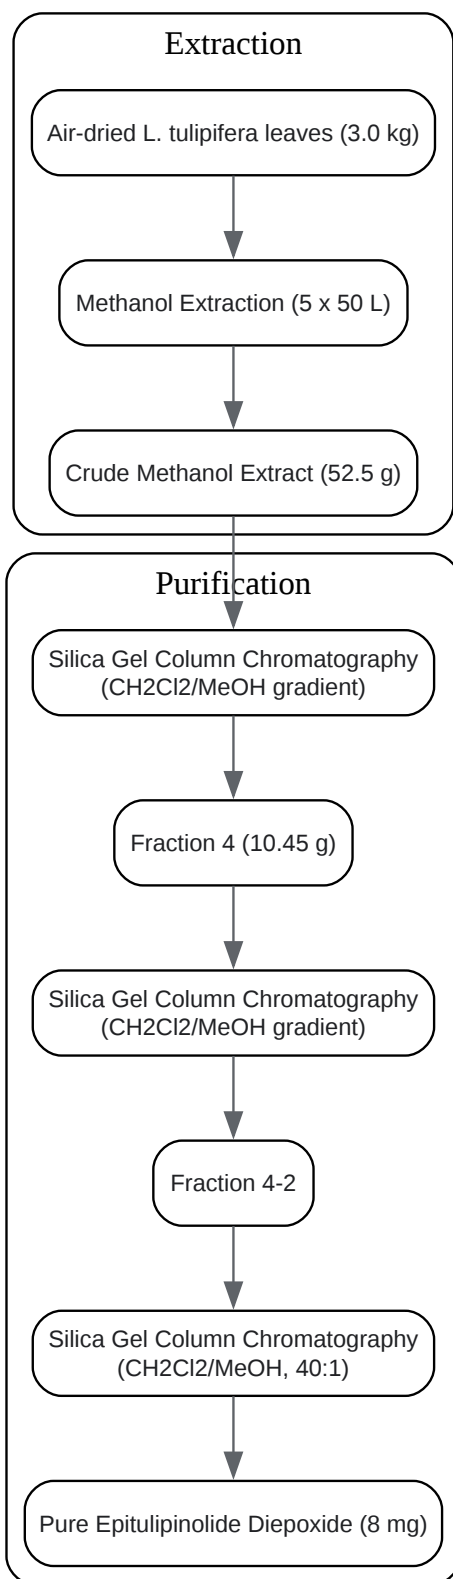 Extraction
Air-dried L. tulipifera leaves (3.0 kg)
Methanol Extraction (5 x 50 L)
Crude Methanol Extract (52.5 g)
Purification
Silica Gel Column Chromatography
(CH2Cl2/MeOH gradient)
Fraction 4 (10.45 g)
Silica Gel Column Chromatography
(CH2Cl2/MeOH gradient)
Fraction 4-2
Silica Gel Column Chromatography
(CH2Cl2/MeOH, 40:1)
Pure Epitulipinolide Diepoxide (8 mg)